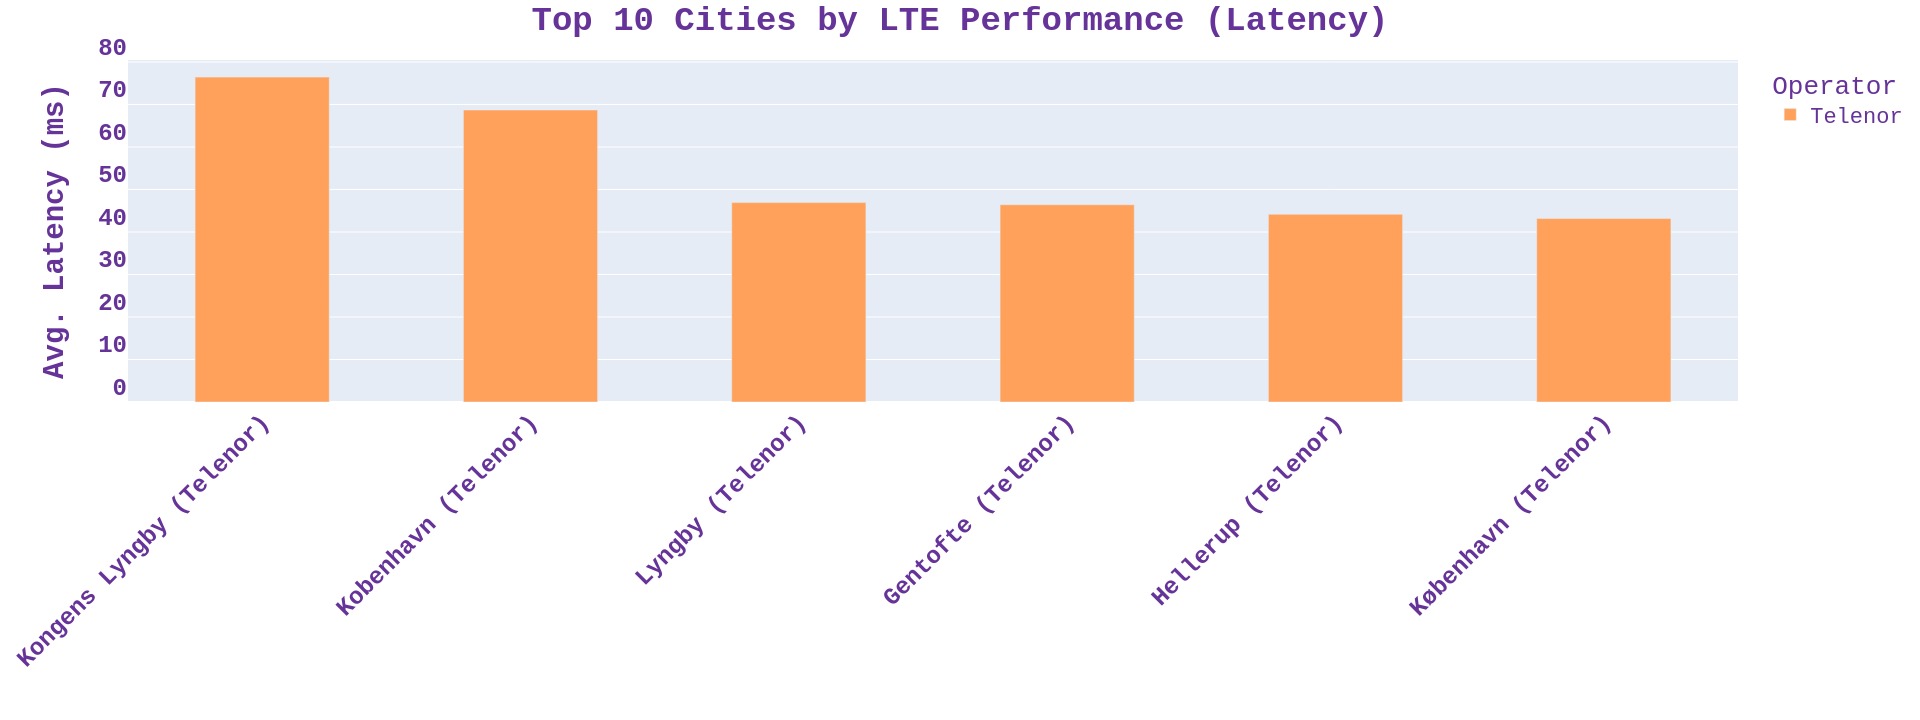 Top 10 Cities by LTE Performance (Latency)
Avg. Latency (ms)
80
70
60
50
40
30
20
10
0
Kongens Lyngby (Telenor)
Kobenhavn (Telenor)
Lyngby (Telenor)
Gentofte (Telenor)
Hellerup (Telenor)
København (Telenor)
Operator
Telenor